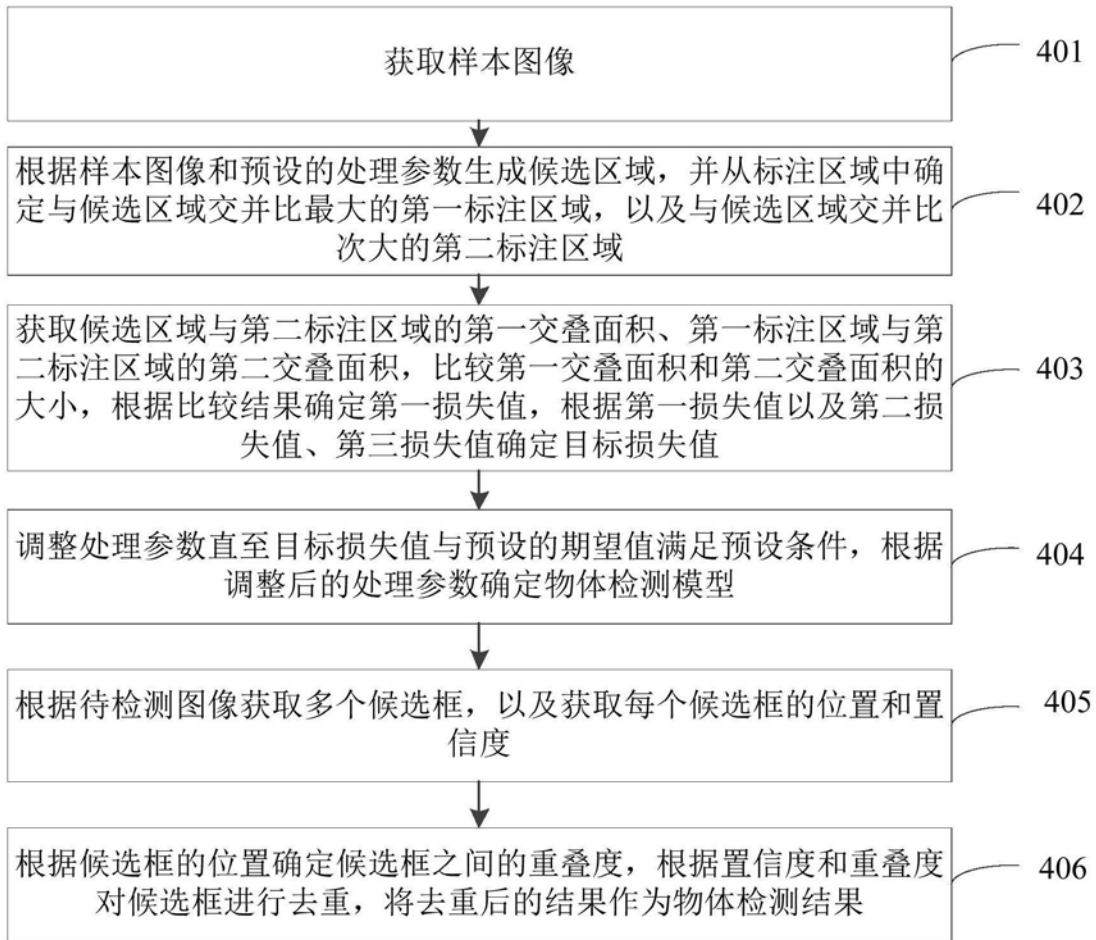 获取样本图像
401
根据样本图像和预设的处理参数生成候选区域，并从标注区域中确
定与候选区域交并比最大的第一标注区域，以及与候选区域交并比
次大的第二标注区域
402
获取候选区域与第二标注区域的第一交叠面积、第一标注区域与第
二标注区域的第二交叠面积，比较第一交叠面积和第二交叠面积的
大小，根据比较结果确定第一损失值，根据第一损失值以及第二损
失值、第三损失值确定目标损失值
403
调整处理参数直至目标损失值与预设的期望值满足预设条件，根据
调整后的处理参数确定物体检测模型
404
根据待检测图像获取多个候选框，以及获取每个候选框的位置和置
信度
405
根据候选框的位置确定候选框之间的重叠度，根据置信度和重叠度
对候选框进行去重，将去重后的结果作为物体检测结果
406